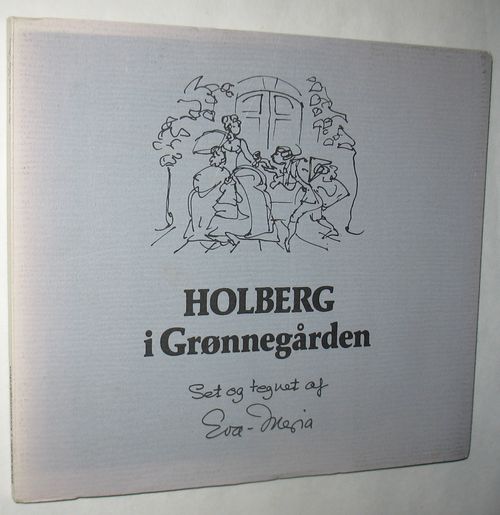 HOLBERG
i Grønnegården
Set og tegnet af
Eva-Maria